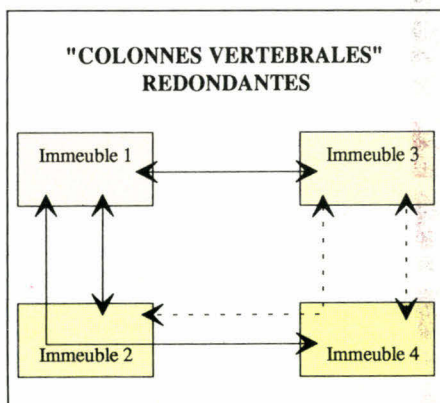 "COLONNES VERTEBRALES"
REDONDANTES
Immeuble 1
Immeuble 3
Immeuble 2
Immeuble 4